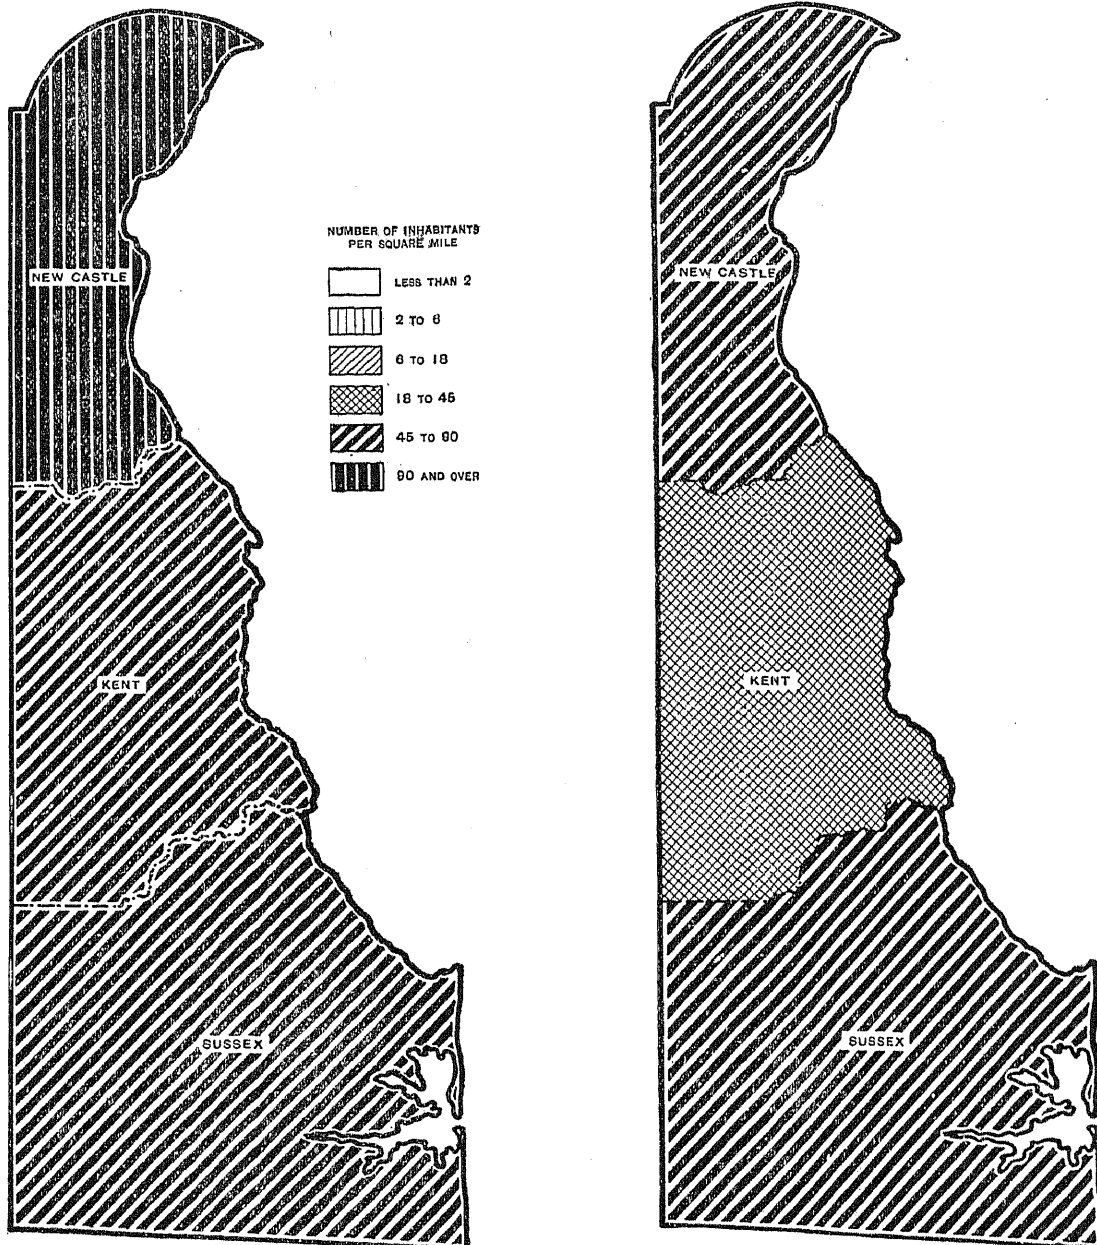 NUMBER OF INHABITANTS
PER SQUARE MILE
LESS THAN 2
2 TO 6
6 TO 18
18 TO 45
45 TO 90
90 AND OVER
NEW CASTLE
KENT
SUSSEX
NEW CASTLE
KENT
SUSSEX